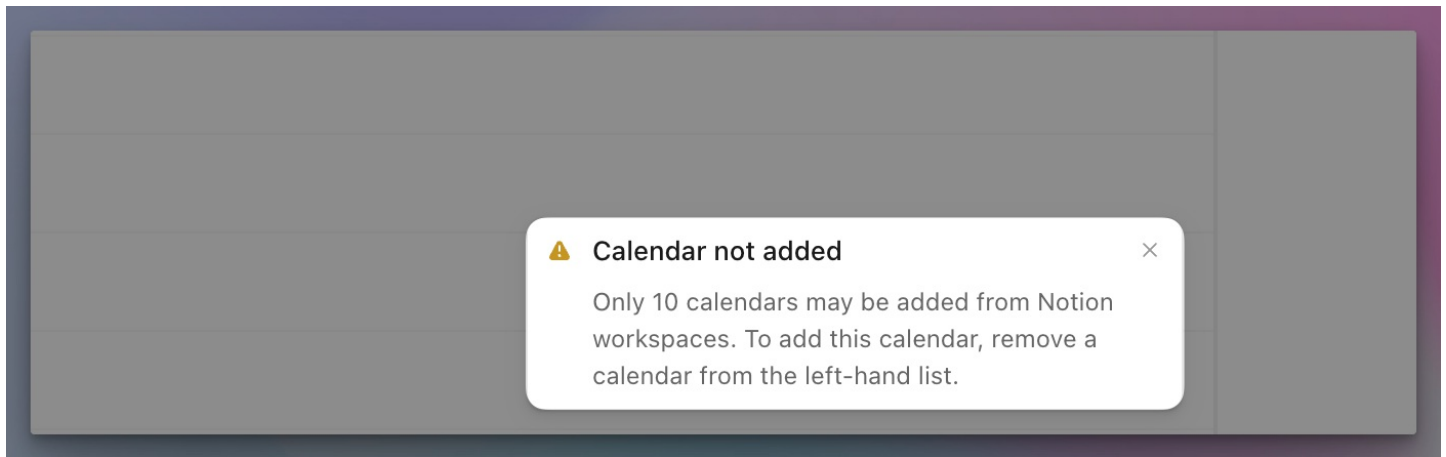 Calendar not added
Only 10 calendars may be added from Notion
workspaces. To add this calendar, remove a
calendar from the left-hand list.